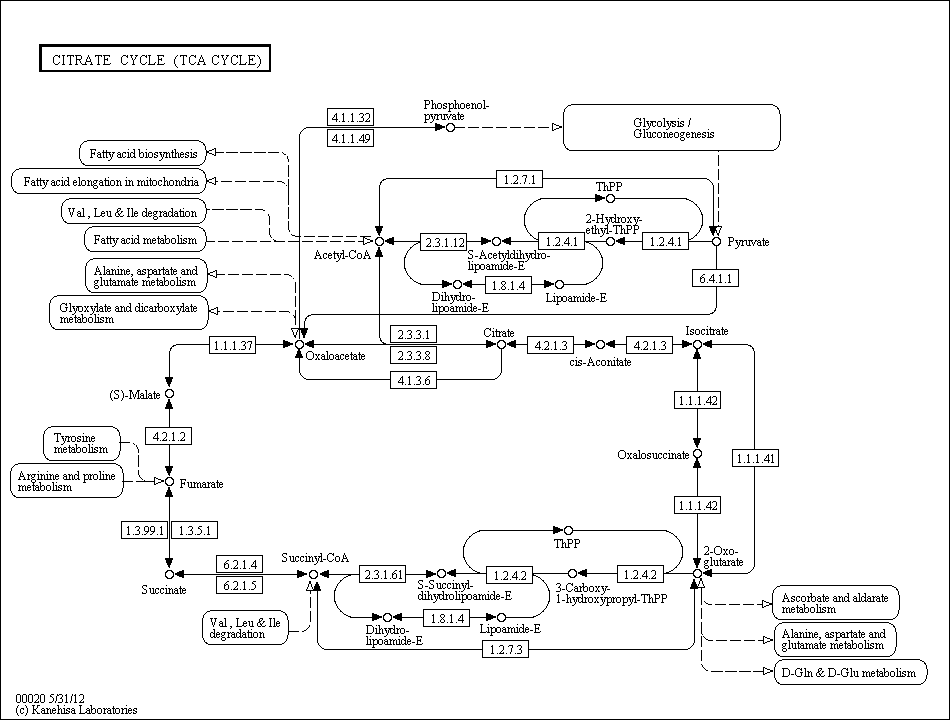 CITRATE CYCLE (TCA CYCLE)
Phosphoenol-
pyruvate
4.1.1.32
4.1.1.49
Glycolysis /
Gluconeogenesis
Fatty acid biosynthesis
Fatty acid elongation in mitochondria
Val , Leu & Ile degradation
Fatty acid metabolism
Alanine, aspartate and
glutamate metabolism
Glyoxylate and dicarboxylate
metabolism
1.2.7.1
ThPP
2-Hydroxy-
ethyl-ThPP
Acetyl-CoA
2.3.1.12
S-Acetyldihydro-
lipoamide-E
1.2.4.1
1.2.4.1
Pyruvate
Dihydro-
lipoamide-E
1.8.1.4
Lipoamide-E
6.4.1.1
1.1.1.37
Oxaloacetate
2.3.3.1
2.3.3.8
4.1.3.6
Citrate
4.2.1.3
cis-Aconitate
4.2.1.3
Isocitrate
(S)-Malate
1.1.1.42
4.2.1.2
Tyrosine
metabolism
Arginine and proline
metabolism
Fumarate
Oxalosuccinate
1.1.1.41
1.1.1.42
1.3.99.1
1.3.5.1
ThPP
2-Oxo-
glutarate
Succinate
6.2.1.4
6.2.1.5
Succinyl-CoA
2.3.1.61
S-Succinyl-
dihydrolipoamide-E
1.2.4.2
3-Carboxy-
1-hydroxypropyl-ThPP
1.2.4.2
Val , Leu & Ile
degradation
Dihydro-
lipoamide-E
1.8.1.4
Lipoamide-E
1.2.7.3
Ascorbate and aldarate
metabolism
Alanine, aspartate and
glutamate metabolism
D-Gln & D-Glu metabolism
00020 5/31/12
(c) Kanehisa Laboratories